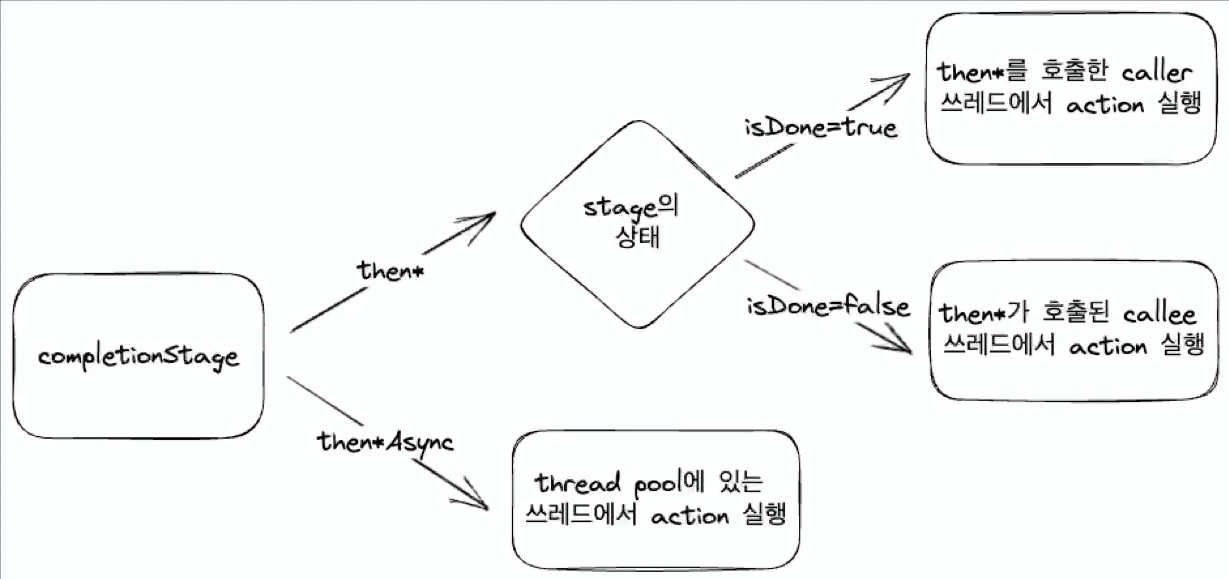 then*를 호출한 caller
쓰레드에서 action 실행
isDone=true
stage의
상태
then*
isDone=false
then*가 호출된 callee
쓰레드에서 action 실행
completionStage
then*Async
thread pool에 있는
쓰레드에서 action 실행